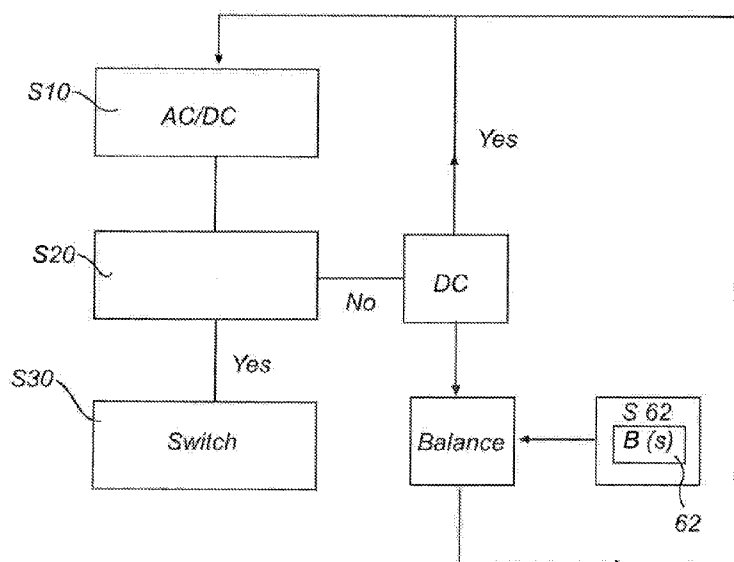 S10
AC/DC
Yes
S20
DC
No
Yes
S30
Switch
Balance
S 62
B (s)
62